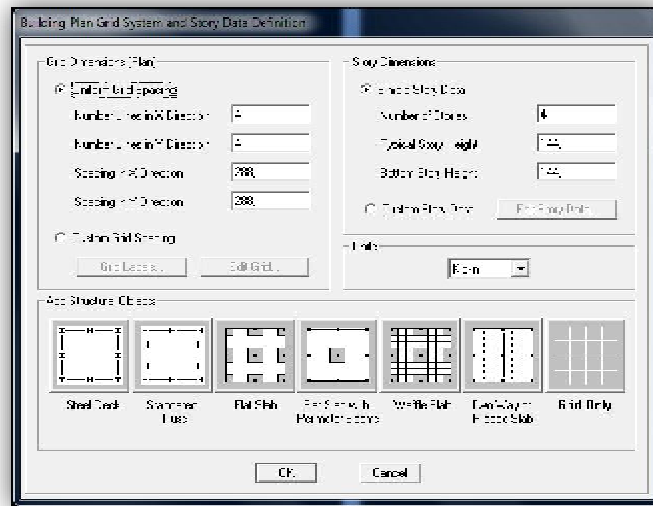 Building Plan Grid System and Story Data Definition
Grid Dimensions (Plan)
Uniform Grid Spacing
Number Lines in X Direction 4
Number Lines in Y Direction 4
Spacing in X Direction 288.
Spacing in Y Direction 288.
Custom Grid Spacing
Grid Labels... Edit Grid...
Story Dimensions
Simple Story Data
Number of Stories 4
Typical Story Height 144.
Bottom Story Height 144.
Custom Story Data Edit Story Data...
Units
Kip-in
Add Structural Objects
Steel Deck
Staggered Truss
Flat Slab
Flat Slab with Perimeter Beams
Waffle Slab
Two Way or Ribbed Slab
Grid Only
OK Cancel